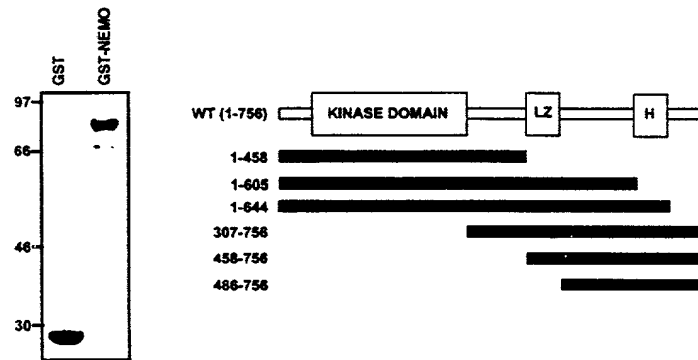 GST
GST-NEMO
97
66
46
30
WT (1-756)
KINASE DOMAIN
LZ
H
1-458
1-605
1-644
307-756
458-756
486-756